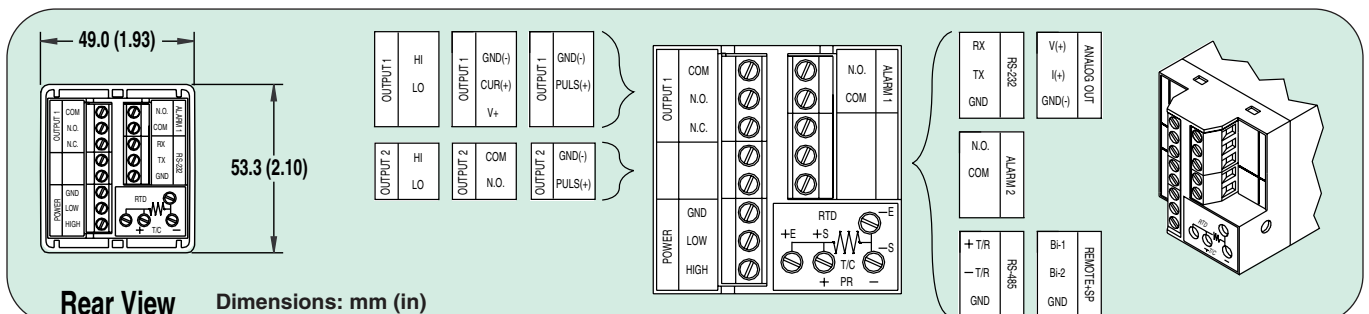 49.0 (1.93)
53.3 (2.10)
OUTPUT 1
COM
N.O.
N.C.
POWER
GND
LOW
HIGH
N.O.
COM
ALARM 1
RX
TX
GND
RS-232
RTD
+ T/C −
Rear View
Dimensions: mm (in)
OUTPUT 1
HI
LO
OUTPUT 1
GND(-)
CUR(+)
V+
OUTPUT 1
GND(-)
PULS(+)
OUTPUT 2
HI
LO
OUTPUT 2
COM
N.O.
OUTPUT 2
GND(-)
PULS(+)
OUTPUT 1
COM
N.O.
N.C.
POWER
GND
LOW
HIGH
N.O.
COM
ALARM 1
RTD
−E
+E
+S
−S
T/C
+ PR −
RX
TX
GND
RS-232
V(+)
I(+)
GND(-)
ANALOG OUT
N.O.
COM
ALARM 2
+ T/R
− T/R
GND
RS-485
Bi-1
Bi-2
GND
REMOTE+SP
RTD
+ T/C −